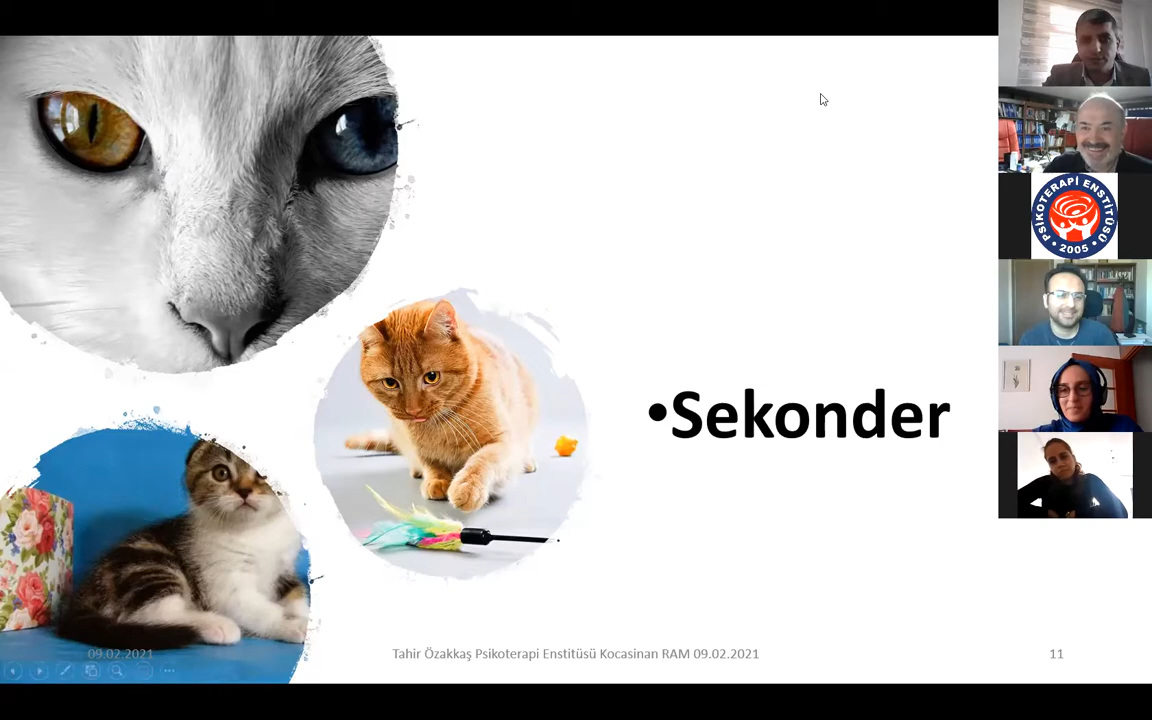 •Sekonder
PSİKOTERAPİ ENSTİTÜSÜ
• 2005 •
09.02.2021
Tahir Özakkaş Psikoterapi Enstitüsü Kocasinan RAM 09.02.2021
11